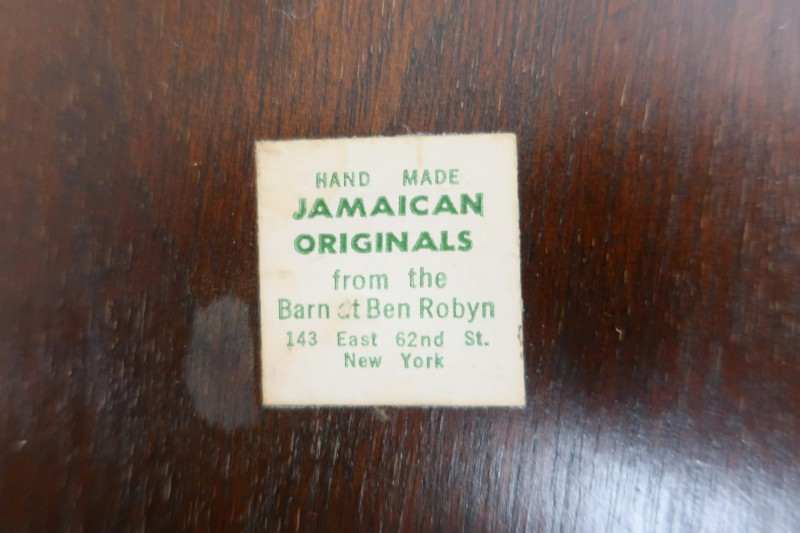 HAND MADE
JAMAICAN
ORIGINALS
from the
Barn at Ben Robyn
143 East 62nd St.
New York